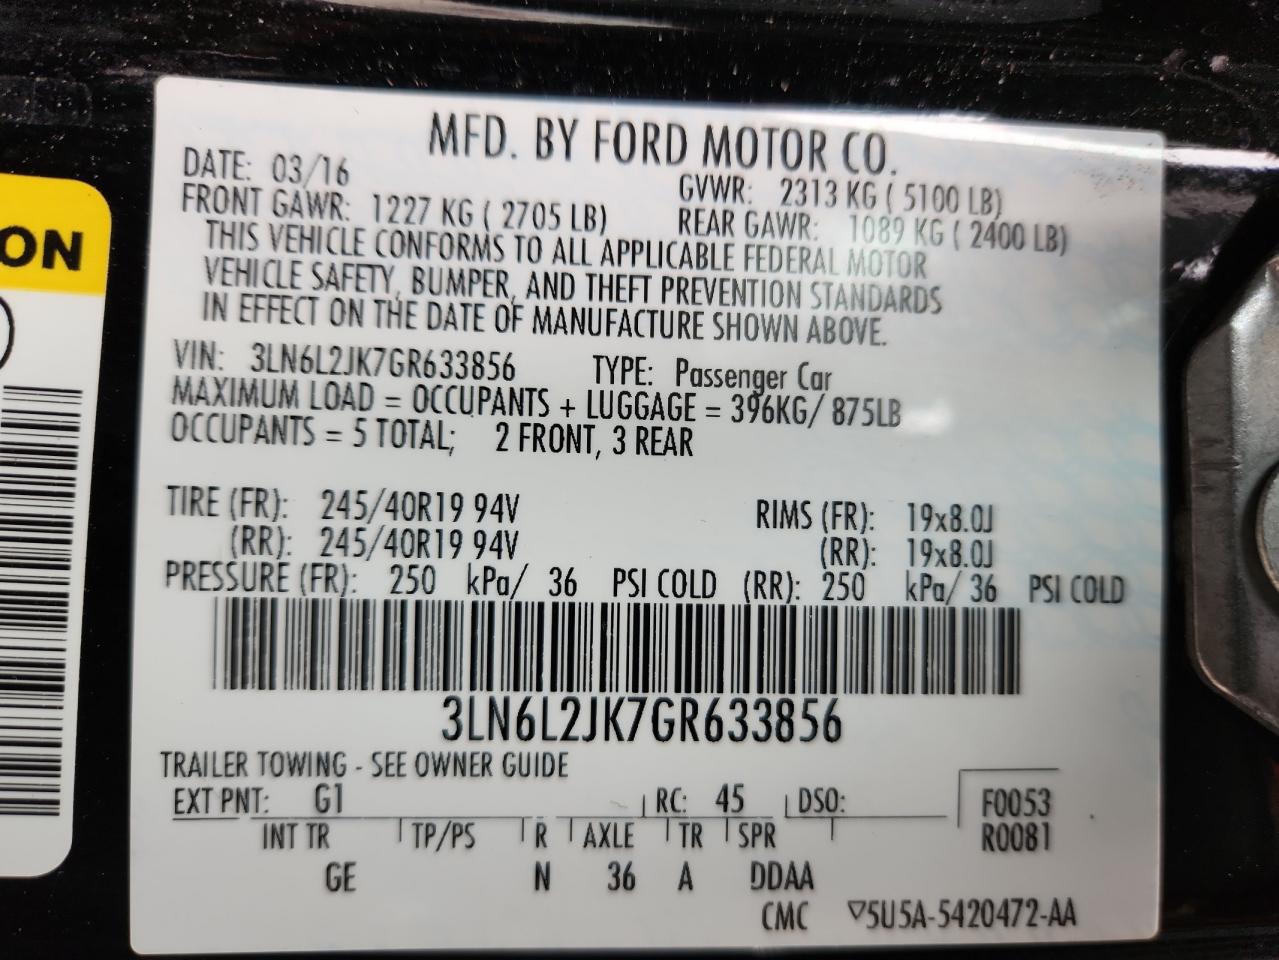 MFD. BY FORD MOTOR CO.
DATE: 03/16 GVWR: 2313 KG ( 5100 LB)
FRONT GAWR: 1227 KG ( 2705 LB) REAR GAWR: 1089 KG ( 2400 LB)
THIS VEHICLE CONFORMS TO ALL APPLICABLE FEDERAL MOTOR
VEHICLE SAFETY, BUMPER, AND THEFT PREVENTION STANDARDS
IN EFFECT ON THE DATE OF MANUFACTURE SHOWN ABOVE.
VIN: 3LN6L2JK7GR633856 TYPE: Passenger Car
MAXIMUM LOAD = OCCUPANTS + LUGGAGE = 396KG/ 875LB
OCCUPANTS = 5 TOTAL; 2 FRONT, 3 REAR
TIRE (FR): 245/40R19 94V RIMS (FR): 19x8.0J
(RR): 245/40R19 94V (RR): 19x8.0J
PRESSURE (FR): 250 kPa/ 36 PSI COLD (RR): 250 kPa/ 36 PSI COLD
3LN6L2JK7GR633856
TRAILER TOWING - SEE OWNER GUIDE
EXT PNT: G1 RC: 45 DSO: F0053
INT TR TP/PS R AXLE TR SPR R0081
GE N 36 A DDAA
CMC ▽5U5A-5420472-AA
ON